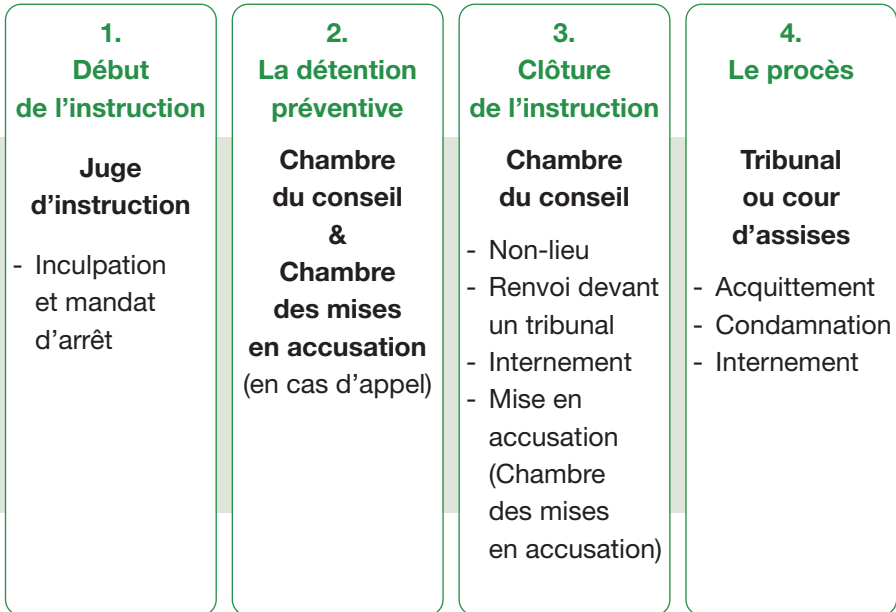 1.
Début
de l’instruction
Juge
d’instruction
- Inculpation
et mandat
d’arrêt
2.
La détention
préventive
Chambre
du conseil
&
Chambre
des mises
en accusation
(en cas d’appel)
3.
Clôture
de l’instruction
Chambre
du conseil
- Non-lieu
- Renvoi devant
un tribunal
- Internement
- Mise en
accusation
(Chambre
des mises
en accusation)
4.
Le procès
Tribunal
ou cour
d’assises
- Acquittement
- Condamnation
- Internement